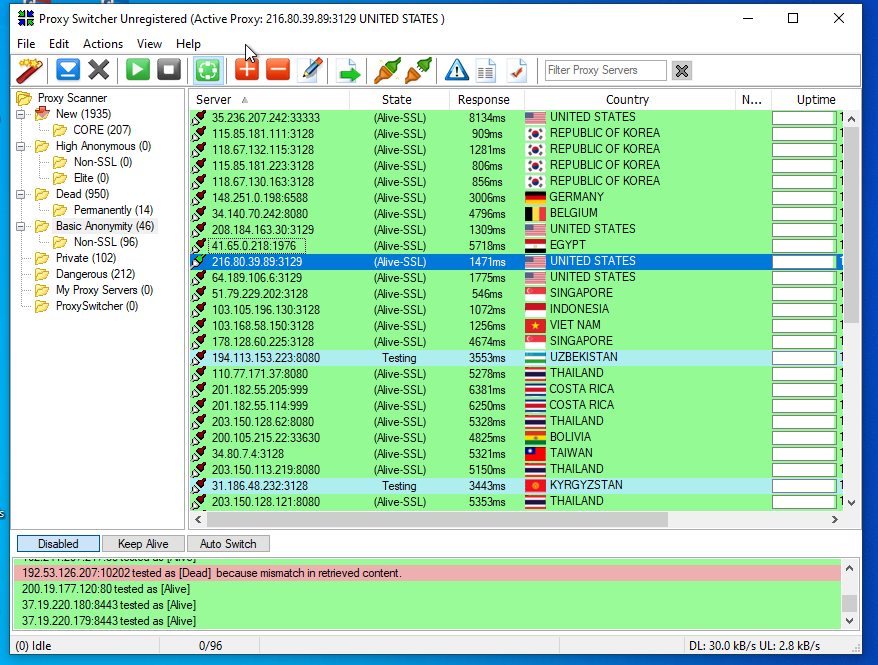 Proxy Switcher Unregistered (Active Proxy: 216.80.39.89:3129 UNITED STATES )
File Edit Actions View Help
Filter Proxy Servers
Proxy Scanner
New (1935)
CORE (207)
High Anonymous (0)
Non-SSL (0)
Elite (0)
Dead (950)
Permanently (14)
Basic Anonymity (46)
Non-SSL (96)
Private (102)
Dangerous (212)
My Proxy Servers (0)
ProxySwitcher (0)
Server State Response Country N... Uptime
35.236.207.242:33333 (Alive-SSL) 8134ms UNITED STATES
115.85.181.111:3128 (Alive-SSL) 909ms REPUBLIC OF KOREA
118.67.132.115:3128 (Alive-SSL) 1281ms REPUBLIC OF KOREA
115.85.181.223:3128 (Alive-SSL) 806ms REPUBLIC OF KOREA
118.67.130.163:3128 (Alive-SSL) 856ms REPUBLIC OF KOREA
148.251.0.198:6588 (Alive-SSL) 3006ms GERMANY
34.140.70.242:8080 (Alive-SSL) 4796ms BELGIUM
208.184.163.30:3129 (Alive-SSL) 1309ms UNITED STATES
41.65.0.218:1976 (Alive-SSL) 5718ms EGYPT
216.80.39.89:3129 (Alive-SSL) 1471ms UNITED STATES
64.189.106.6:3129 (Alive-SSL) 1775ms UNITED STATES
51.79.229.202:3128 (Alive-SSL) 546ms SINGAPORE
103.105.196.130:3128 (Alive-SSL) 1072ms INDONESIA
103.168.58.150:3128 (Alive-SSL) 1256ms VIET NAM
178.128.60.225:3128 (Alive-SSL) 4674ms SINGAPORE
194.113.153.223:8080 Testing 3553ms UZBEKISTAN
110.77.171.37:8080 (Alive-SSL) 5278ms THAILAND
201.182.55.205:999 (Alive-SSL) 6381ms COSTA RICA
201.182.55.114:999 (Alive-SSL) 6250ms COSTA RICA
203.150.128.62:8080 (Alive-SSL) 5328ms THAILAND
200.105.215.22:33630 (Alive-SSL) 4825ms BOLIVIA
34.80.7.4:3128 (Alive-SSL) 5321ms TAIWAN
203.150.113.219:8080 (Alive-SSL) 5150ms THAILAND
31.186.48.232:3128 Testing 3443ms KYRGYZSTAN
203.150.128.121:8080 (Alive-SSL) 5353ms THAILAND
Disabled Keep Alive Auto Switch
192.53.126.207:10202 tested as [Dead] because mismatch in retrieved content.
200.19.177.120:80 tested as [Alive]
37.19.220.180:8443 tested as [Alive]
37.19.220.179:8443 tested as [Alive]
(0) Idle 0/96 DL: 30.0 kB/s UL: 2.8 kB/s